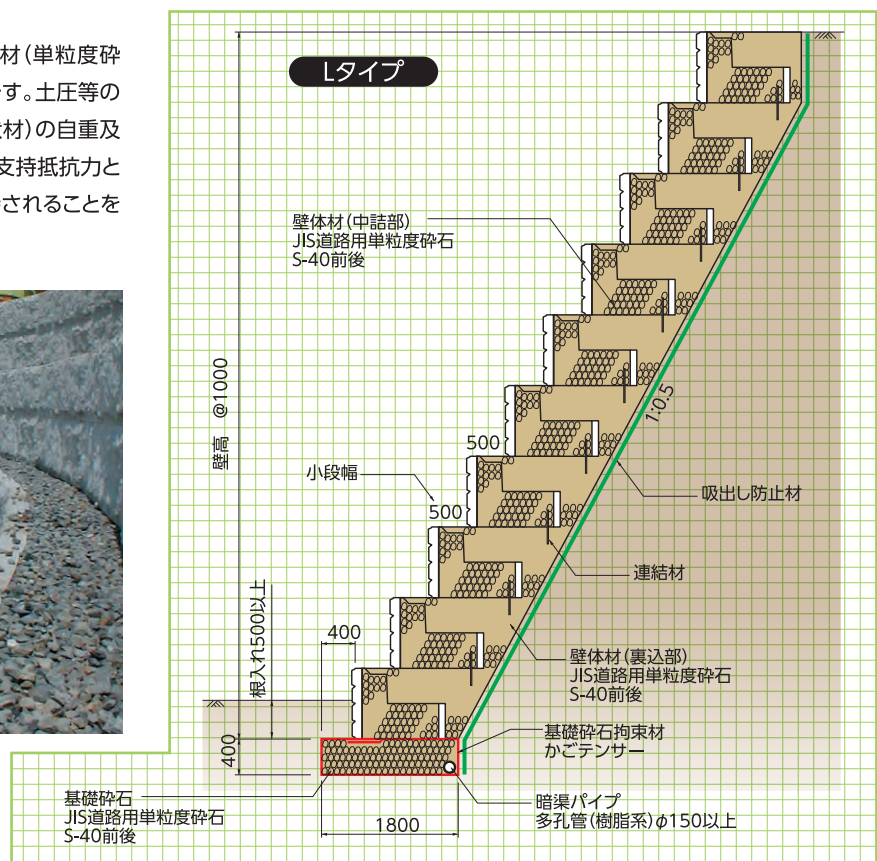 材(単粒度砕
す。土圧等の
材)の自重及
支持抵抗力と
されることを
Lタイプ
壁体材(中詰部)
JIS道路用単粒度砕石
S-40前後
壁高 @1000
1:0.5
500
小段幅
500
吸出し防止材
連結材
根入れ500以上
400
壁体材(裏込部)
JIS道路用単粒度砕石
S-40前後
400
基礎砕石拘束材
かごテンサー
基礎砕石
JIS道路用単粒度砕石
S-40前後
1800
暗渠パイプ
多孔管(樹脂系)φ150以上